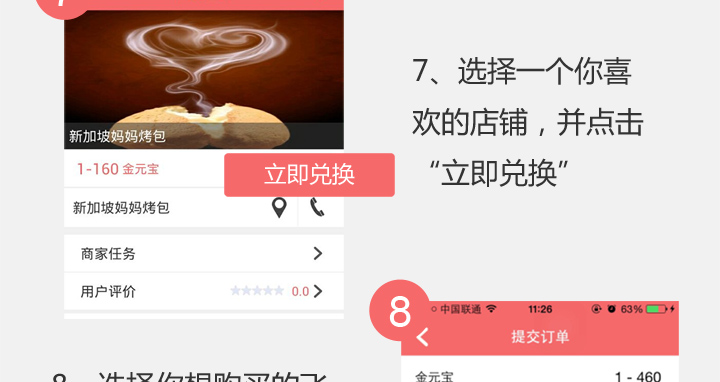 7、选择一个你喜
欢的店铺，并点击
“立即兑换”
新加坡妈妈烤包
1-160 金元宝
立即兑换
新加坡妈妈烤包
商家任务
用户评价
0.0
8
中国联通
11:26
63%
提交订单
金元宝
1 - 460
8、选择你想购买的